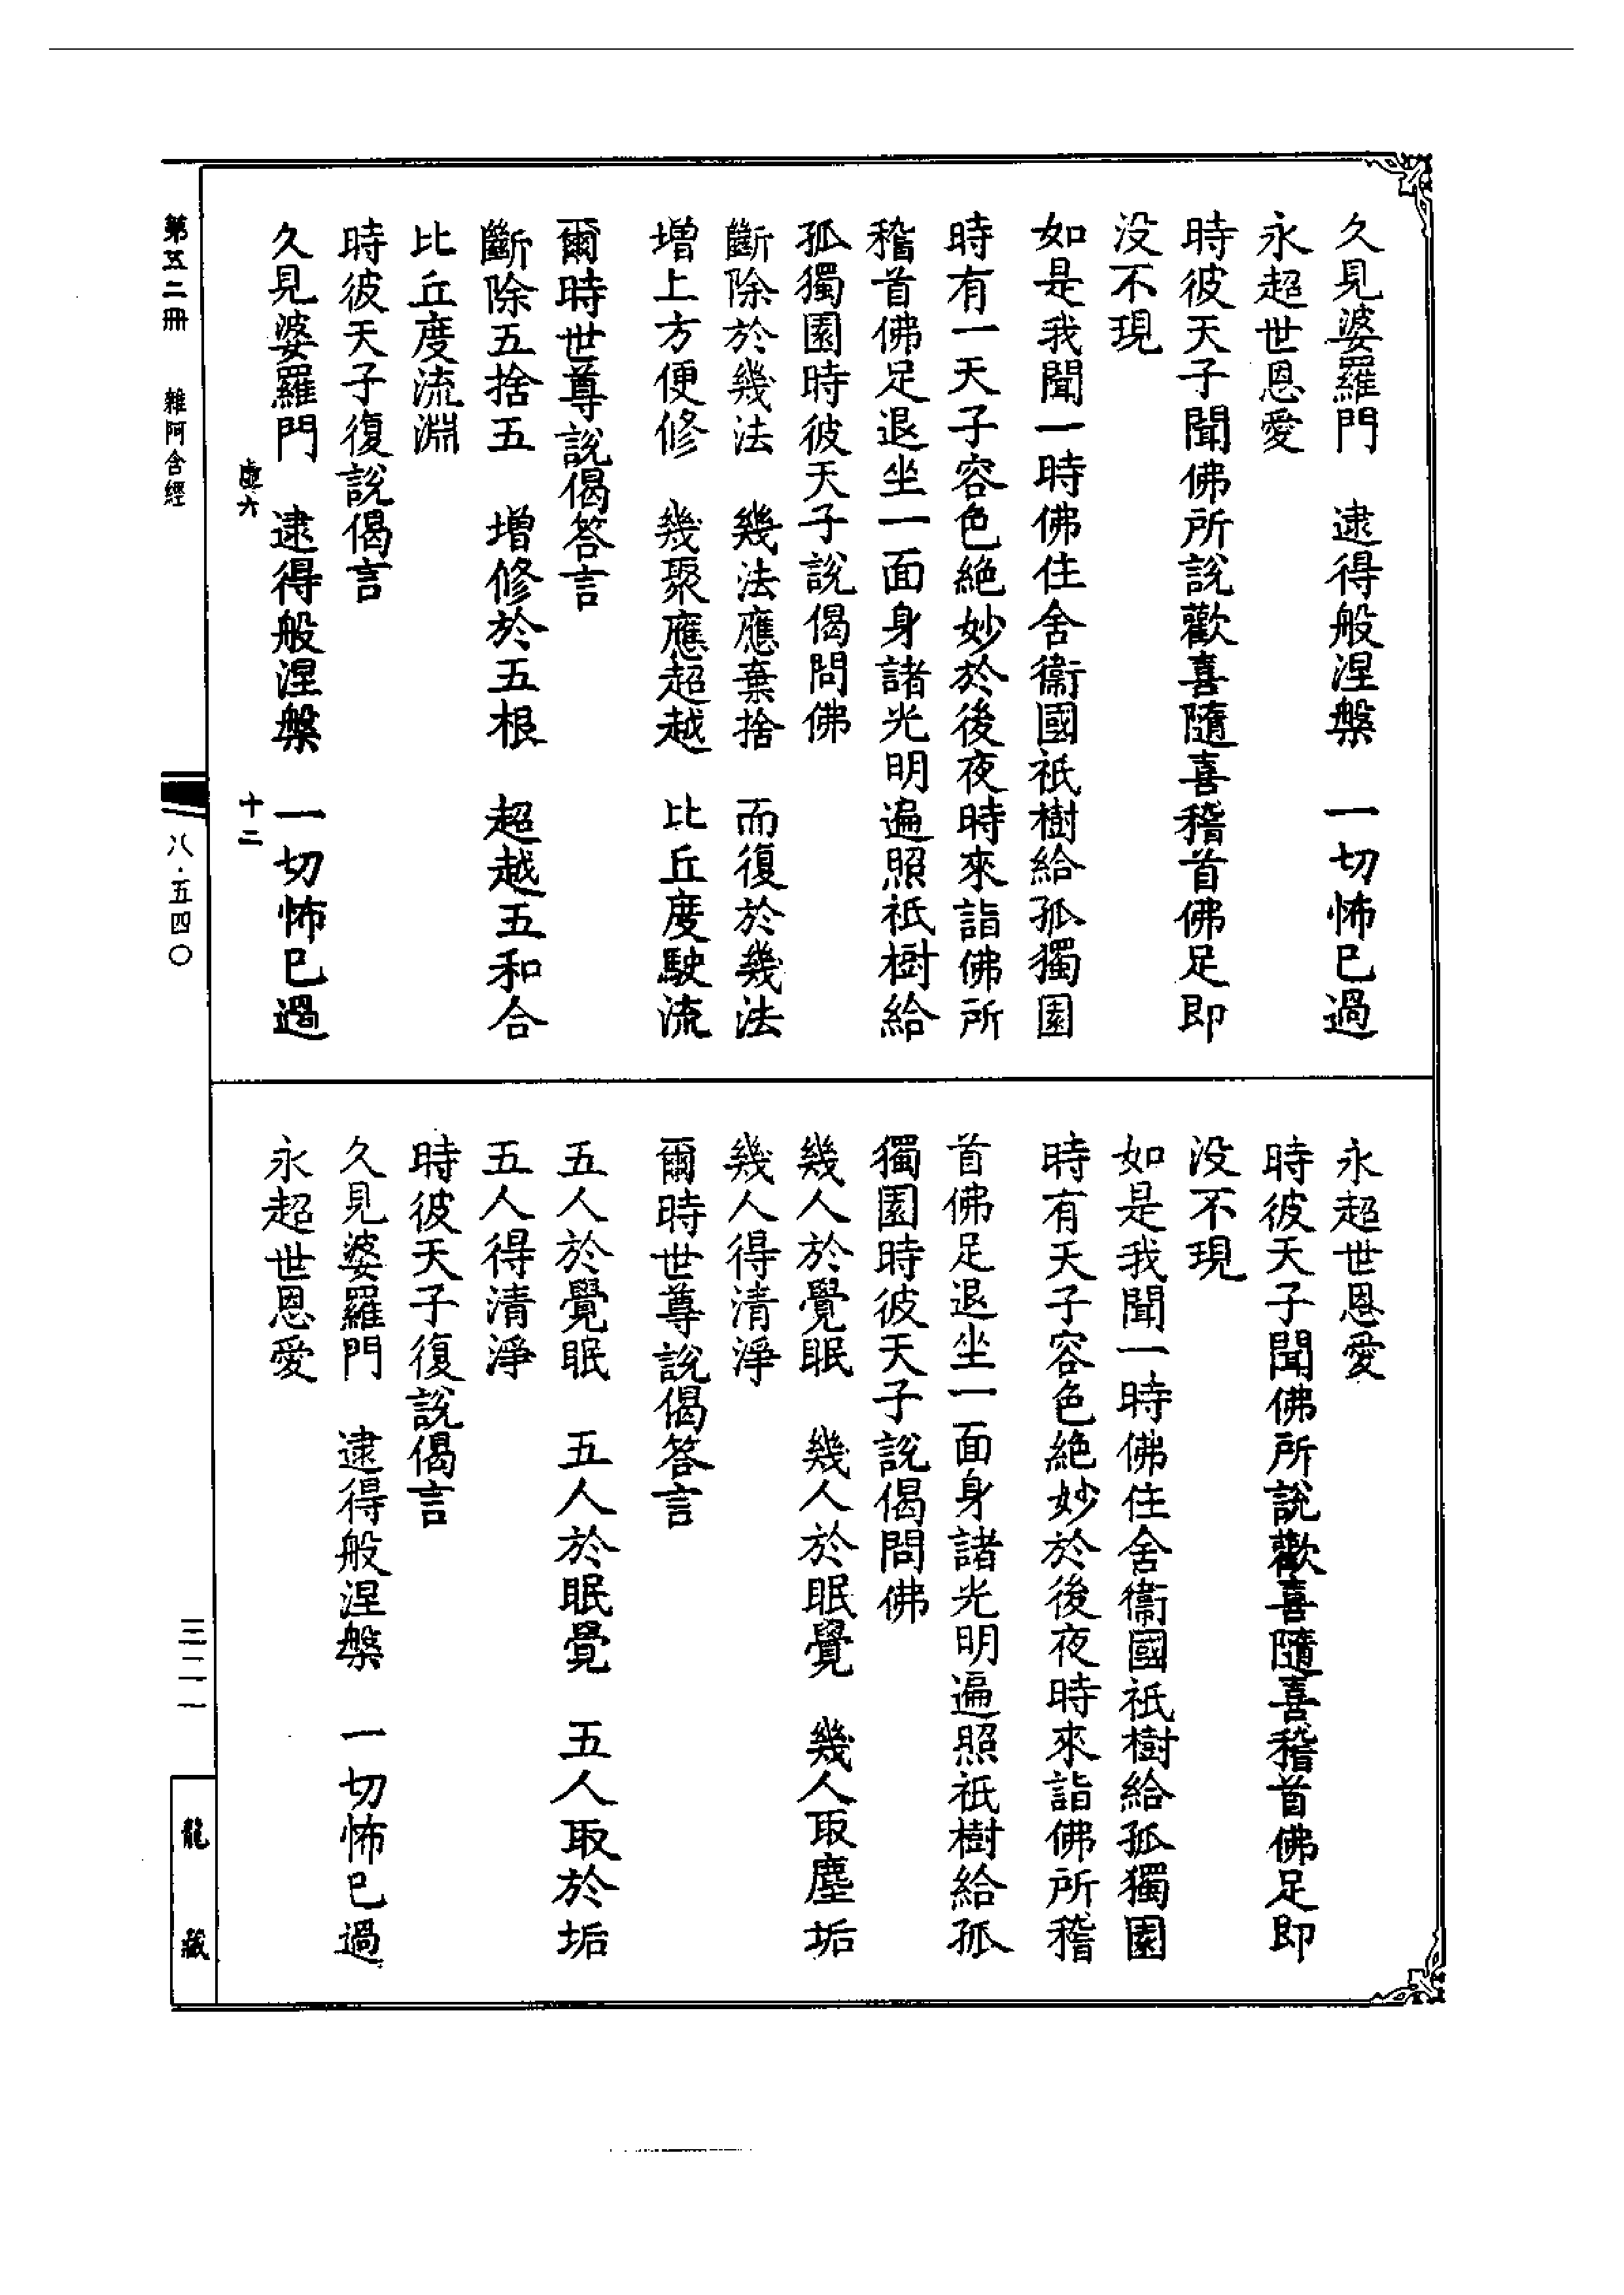 久見婆羅門　逮得般涅槃　一切怖已過
永超世恩愛
時彼天子聞佛所說歡喜隨喜稽首佛足即
没不現
如是我聞一時佛住舍衞國祇樹給孤獨園
時有一天子容色絶妙於後夜時來詣佛所
稽首佛足退坐一面身諸光明遍照祇樹給
孤獨園時彼天子說偈問佛
斷除於幾法　幾法應棄捨　而復於幾法
增上方便修　幾聚應超越　比丘度駛流
爾時世尊說偈答言
斷除五捨五　增修於五根　超越五和合
比丘度流淵
時彼天子復說偈言
久見婆羅門　逮得般涅槃　一切怖已過
永超世恩愛
時彼天子聞佛所說歡喜隨喜稽首佛足即
没不現
如是我聞一時佛住舍衞國祇樹給孤獨園
時有天子容色絶妙於後夜時來詣佛所稽
首佛足退坐一面身諸光明遍照祇樹給孤
獨園時彼天子說偈問佛
幾人於覺眠　幾人於眠覺　幾人取塵垢
幾人得清淨
爾時世尊說偈答言
五人於覺眠　五人於眠覺　五人取於垢
五人得清淨
時彼天子復說偈言
久見婆羅門　逮得般涅槃　一切怖已過
永超世恩愛
虛六　十二
第五二冊　雜阿含經　八·五四〇　三二一　龍藏